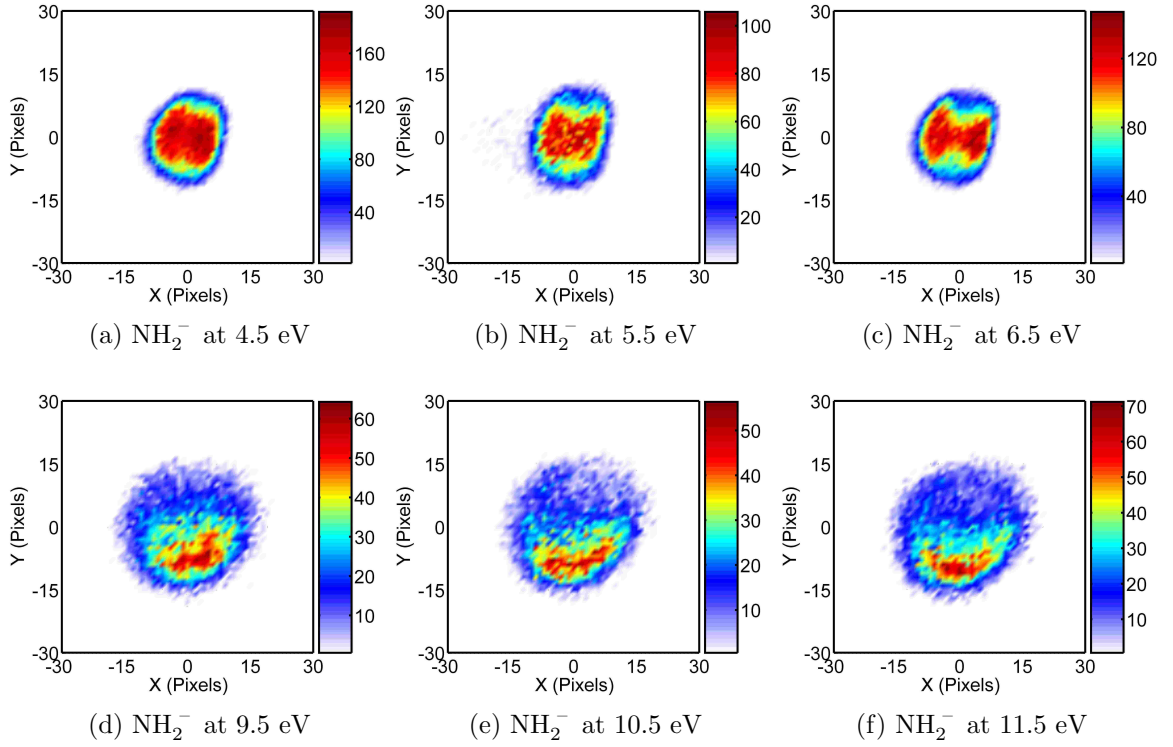 30
15
0
-15
-30
-30 -15 0 15 30
Y (Pixels)
X (Pixels)
160
120
80
40
(a) NH₂⁻ at 4.5 eV
30
15
0
-15
-30
-30 -15 0 15 30
Y (Pixels)
X (Pixels)
100
80
60
40
20
(b) NH₂⁻ at 5.5 eV
30
15
0
-15
-30
-30 -15 0 15 30
Y (Pixels)
X (Pixels)
120
80
40
(c) NH₂⁻ at 6.5 eV
30
15
0
-15
-30
-30 -15 0 15 30
Y (Pixels)
X (Pixels)
60
50
40
30
20
10
(d) NH₂⁻ at 9.5 eV
30
15
0
-15
-30
-30 -15 0 15 30
Y (Pixels)
X (Pixels)
50
40
30
20
10
(e) NH₂⁻ at 10.5 eV
30
15
0
-15
-30
-30 -15 0 15 30
Y (Pixels)
X (Pixels)
70
60
50
40
30
20
10
(f) NH₂⁻ at 11.5 eV